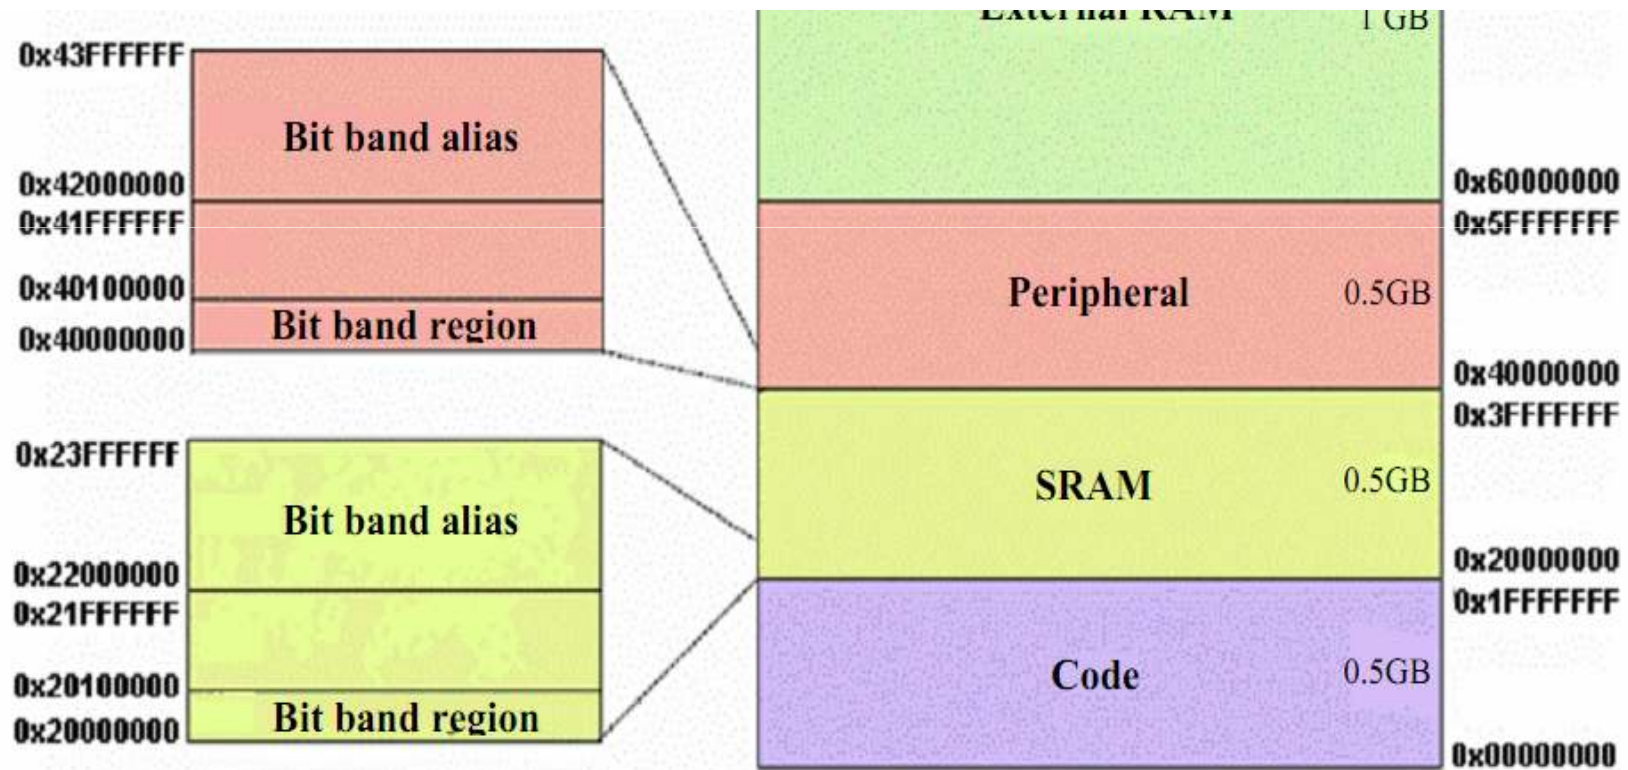 External RAM 1 GB
0x43FFFFFF
Bit band alias
0x42000000
0x41FFFFFF
0x40100000
Bit band region
0x40000000
0x60000000
0x5FFFFFFF
Peripheral 0.5GB
0x40000000
0x3FFFFFFF
0x23FFFFFF
Bit band alias
0x22000000
0x21FFFFFF
0x20100000
Bit band region
0x20000000
SRAM 0.5GB
0x20000000
0x1FFFFFFF
Code 0.5GB
0x00000000